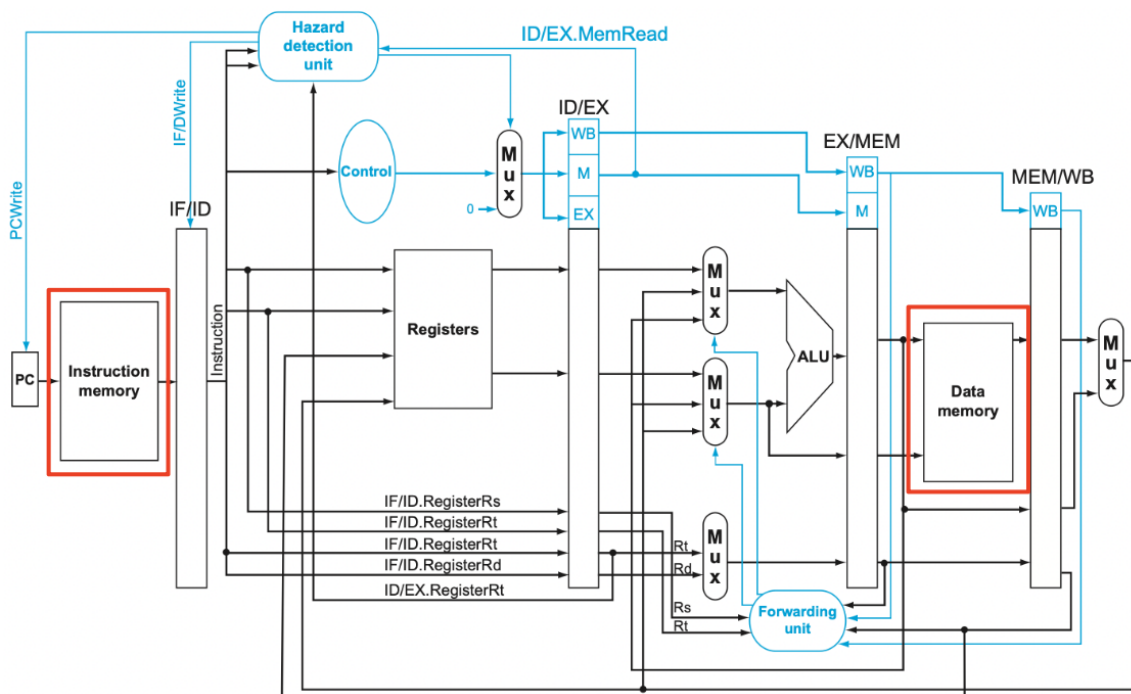 Hazard
detection
unit
ID/EX.MemRead
ID/EX
WB
M
EX
EX/MEM
WB
M
MEM/WB
WB
Control
Mux
0
PCWrite
IF/DWrite
IF/ID
Instruction
PC
Instruction
memory
Registers
Mux
Mux
ALU
Data
memory
Mux
IF/ID.RegisterRs
IF/ID.RegisterRt
IF/ID.RegisterRt
IF/ID.RegisterRd
ID/EX.RegisterRt
Rt
Rd
Mux
Rs
Rt
Forwarding
unit